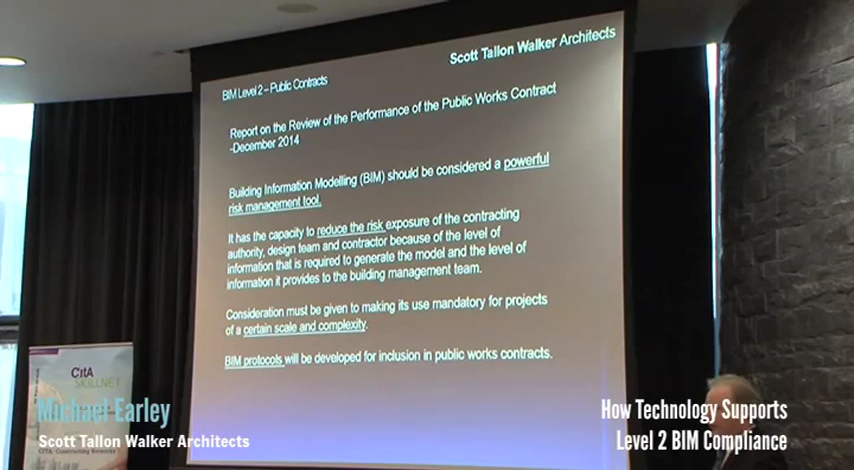 Scott Tallon Walker Architects
BIM Level 2 – Public Contracts
Report on the Review of the Performance of the Public Works Contract
-December 2014
Building Information Modelling (BIM) should be considered a powerful
risk management tool.
It has the capacity to reduce the risk exposure of the contracting
authority, design team and contractor because of the level of
information that is required to generate the model and the level of
information it provides to the building management team.
Consideration must be given to making its use mandatory for projects
of a certain scale and complexity.
BIM protocols will be developed for inclusion in public works contracts.
CitA
SKILLNET
Michael Earley
Scott Tallon Walker Architects
CITA: Constructing Networks
How Technology Supports
Level 2 BIM Compliance